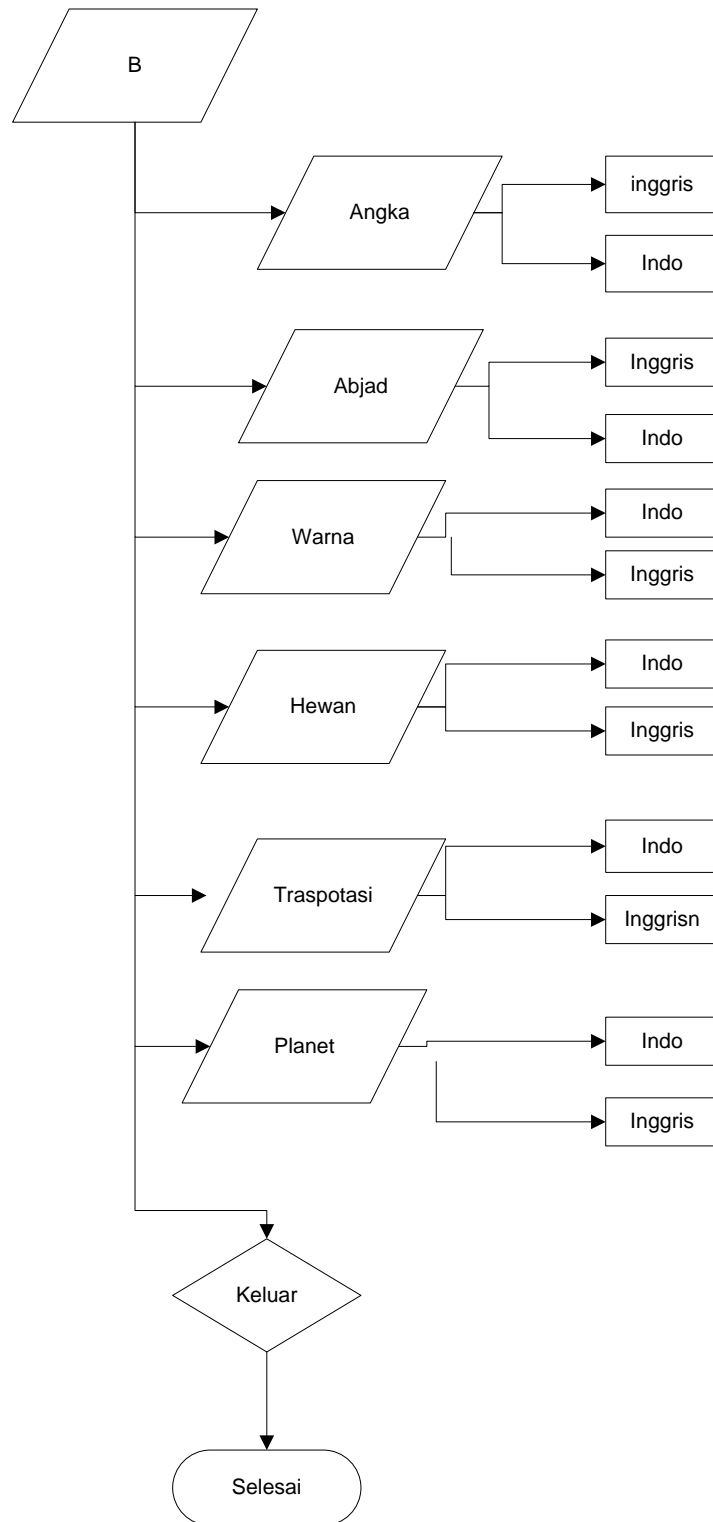 B
Angka
inggris
Indo
Abjad
Inggris
Indo
Warna
Indo
Inggris
Hewan
Indo
Inggris
Traspotasi
Indo
Inggrisn
Planet
Indo
Inggris
Keluar
Selesai